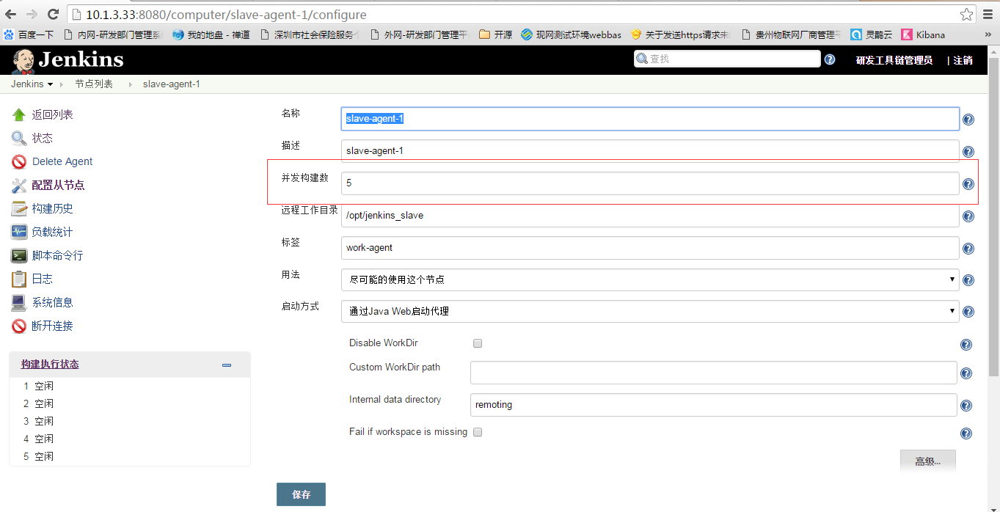 10.1.3.33:8080/computer/slave-agent-1/configure
百度一下 内网-研发部门管理系 我的地盘 - 禅道 深圳市社会保险服务 外网-研发部门管理平 开源 现网测试环境webbas 关于发送https请求未 贵州物联网厂商管理平 灵鹊云 Kibana »
Jenkins 查找 研发工具链管理员 | 注销
Jenkins 节点列表 slave-agent-1
返回列表
状态
Delete Agent
配置从节点
构建历史
负载统计
脚本命令行
日志
系统信息
断开连接
构建执行状态
1 空闲
2 空闲
3 空闲
4 空闲
5 空闲
名称 slave-agent-1
描述 slave-agent-1
并发构建数 5
远程工作目录 /opt/jenkins_slave
标签 work-agent
用法 尽可能的使用这个节点
启动方式 通过Java Web启动代理
Disable WorkDir
Custom WorkDir path
Internal data directory remoting
Fail if workspace is missing
高级...
保存